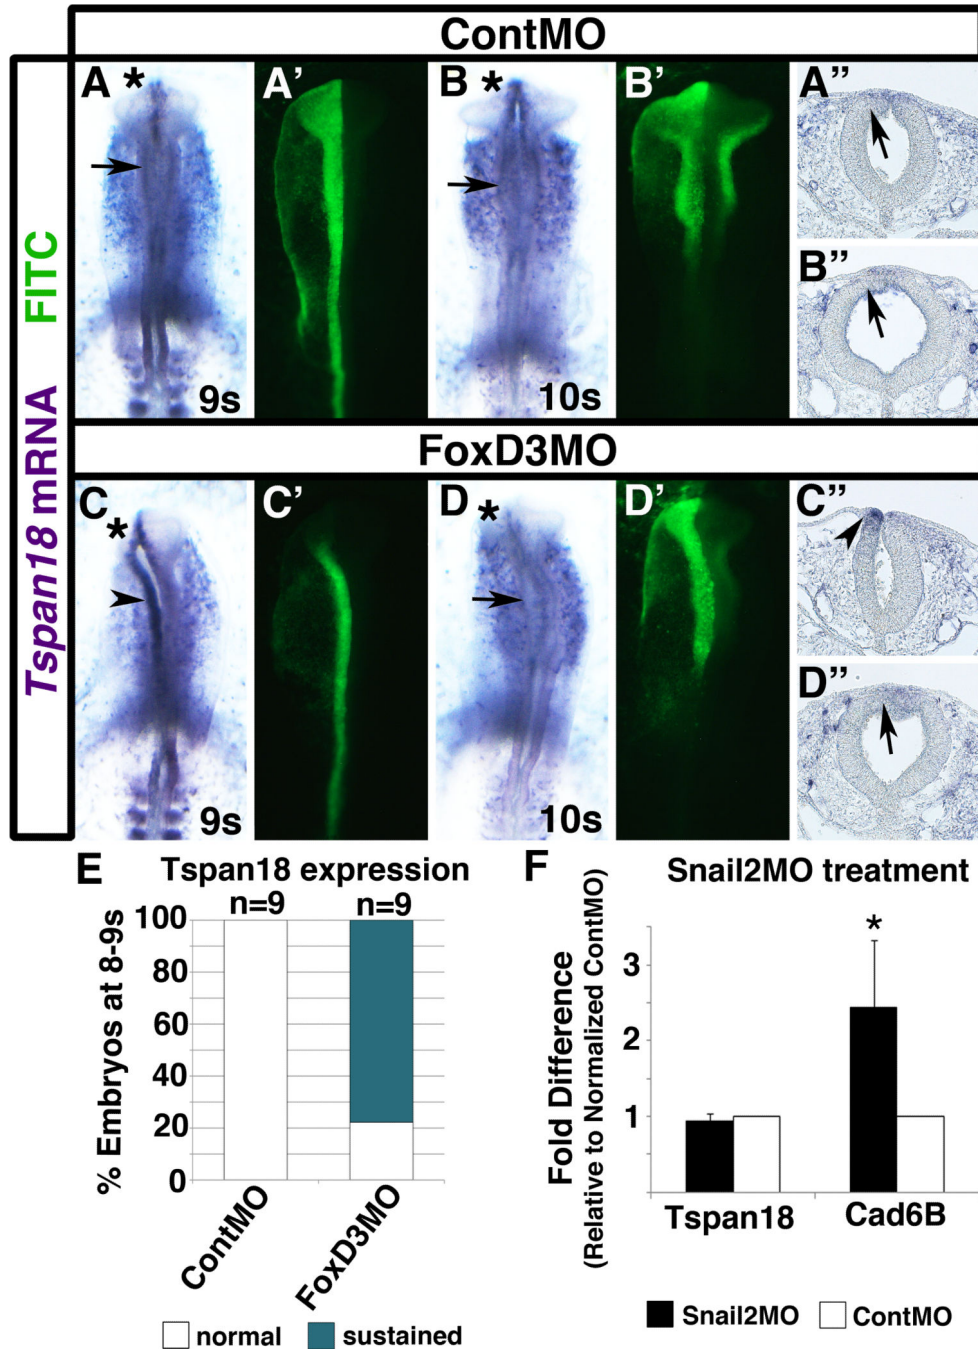 ContMO
A *
A’
B *
B’
A”
B”
9s
10s
Tspan18 mRNA FITC
FoxD3MO
C *
C’
D *
D’
C”
D”
9s
10s
E Tspan18 expression
n=9 n=9
% Embryos at 8-9s
100
80
60
40
20
0
ContMO
FoxD3MO
normal sustained
F Snail2MO treatment
Fold Difference
(Relative to Normalized ContMO)
*
3
2
1
Tspan18 Cad6B
Snail2MO ContMO